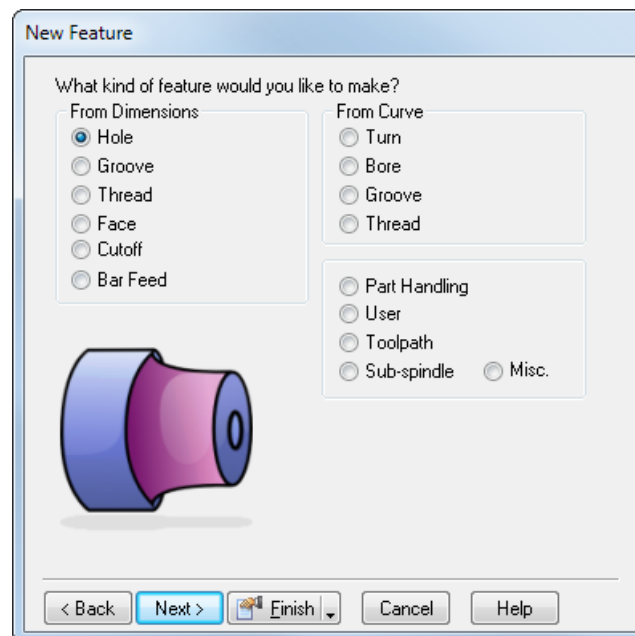 New Feature
What kind of feature would you like to make?
From Dimensions
Hole
Groove
Thread
Face
Cutoff
Bar Feed
From Curve
Turn
Bore
Groove
Thread
Part Handling
User
Toolpath
Sub-spindle Misc.
< Back Next > Finish Cancel Help